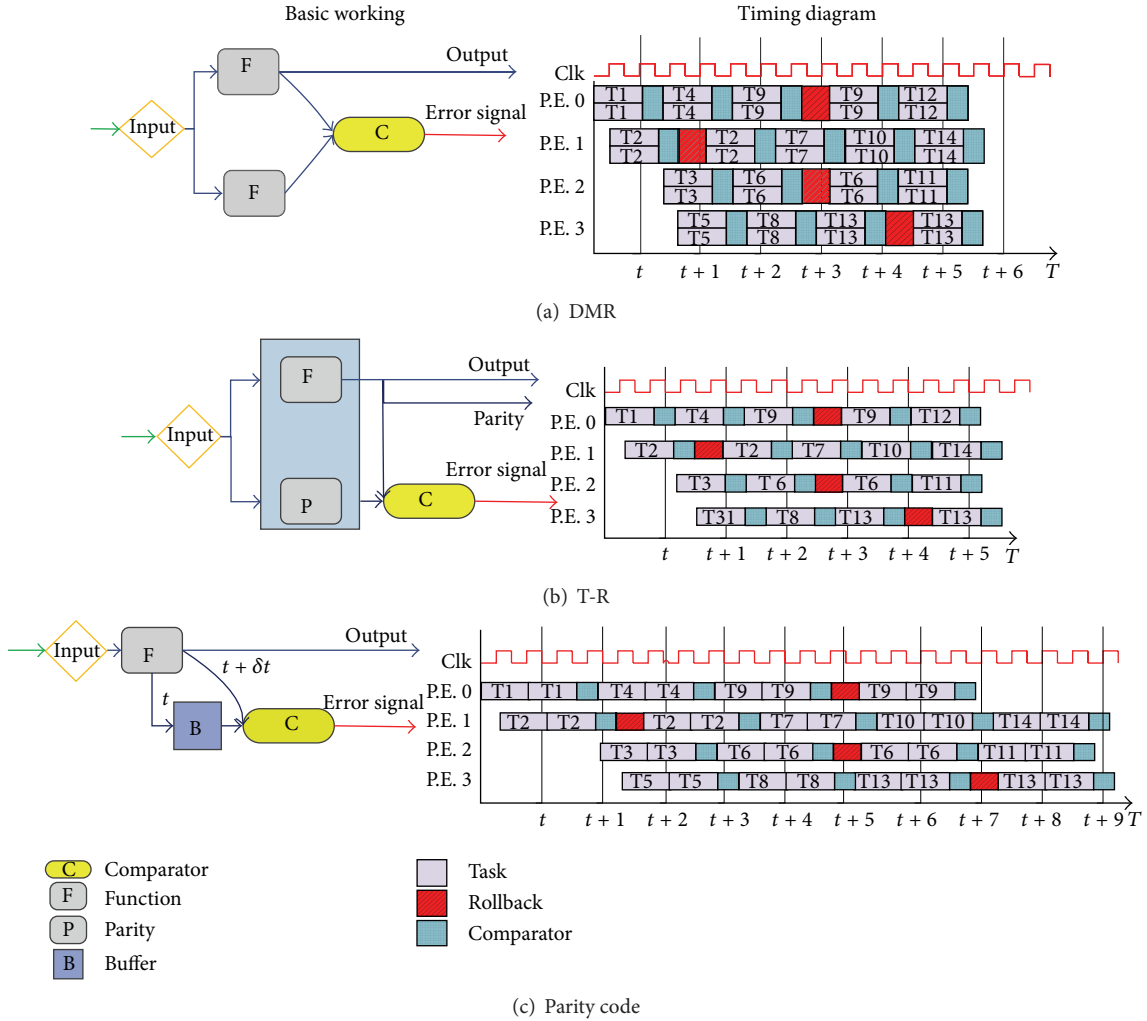 Basic working
Timing diagram
F
Output
Input
Error signal
C
F
Clk
P.E. 0
T1 T4 T9 T9 T12
T1 T4 T9 T9 T12
P.E. 1
T2 T2 T7 T10 T14
T2 T2 T7 T10 T14
P.E. 2
T3 T6 T6 T11
T3 T6 T6 T11
P.E. 3
T5 T8 T13 T13
T5 T8 T13 T13
t t + 1 t + 2 t + 3 t + 4 t + 5 t + 6 T
(a) DMR
F
Output
Parity
Input
Error signal
P
C
Clk
P.E. 0
T1 T4 T9 T9 T12
P.E. 1
T2 T2 T7 T10 T14
P.E. 2
T3 T 6 T6 T11
P.E. 3
T31 T8 T13 T13
t t + 1 t + 2 t + 3 t + 4 t + 5 T
(b) T-R
Input
F
Output
t + δt
t
Error signal
B
C
Clk
P.E. 0
T1 T1 T4 T4 T9 T9 T9 T9
P.E. 1
T2 T2 T2 T2 T7 T7 T10 T10 T14 T14
P.E. 2
T3 T3 T6 T6 T6 T6 T11 T11
P.E. 3
T5 T5 T8 T8 T13 T13 T13 T13
t t + 1 t + 2 t + 3 t + 4 t + 5 t + 6 t + 7 t + 8 t + 9 T
C Comparator
F Function
P Parity
B Buffer
Task
Rollback
Comparator
(c) Parity code